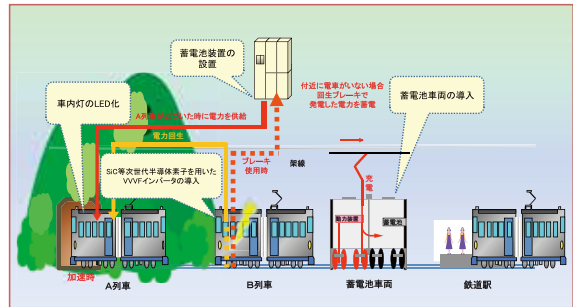 蓄電池装置の
設置
付近に電車がいない場合
回生ブレーキで
発電した電力を蓄電
蓄電池車両の導入
車内灯のLED化
A列車が
いた時に電力を供給
電力回生
ブレーキ
使用時
架線
SiC等次世代半導体素子を用いた
VVVFインバータの導入
充電
動力装置
蓄電池
加速時
A列車
B列車
蓄電池車両
鉄道駅